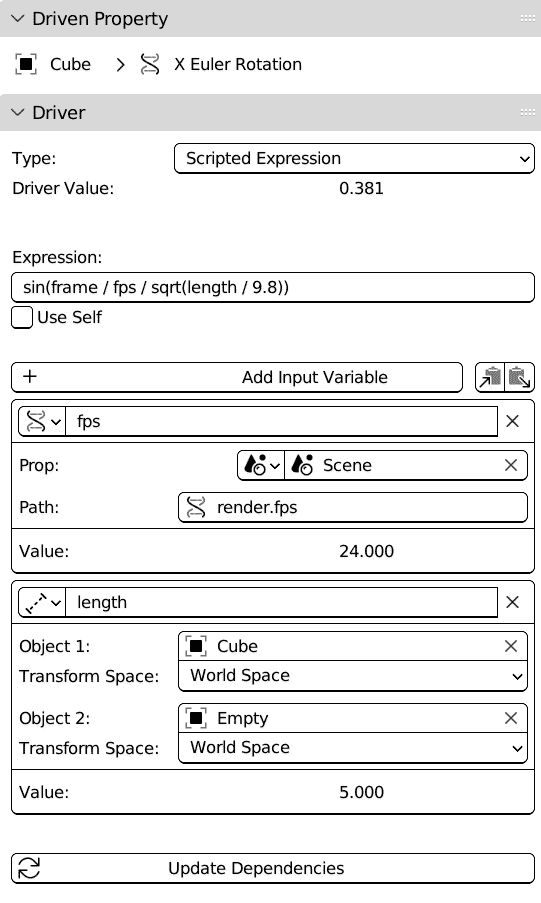 Driven Property
Cube X Euler Rotation
Driver
Type: Scripted Expression
Driver Value: 0.381
Expression:
sin(frame / fps / sqrt(length / 9.8))
Use Self
Add Input Variable
fps
Prop: Scene
Path: render.fps
Value: 24.000
length
Object 1: Cube
Transform Space: World Space
Object 2: Empty
Transform Space: World Space
Value: 5.000
Update Dependencies